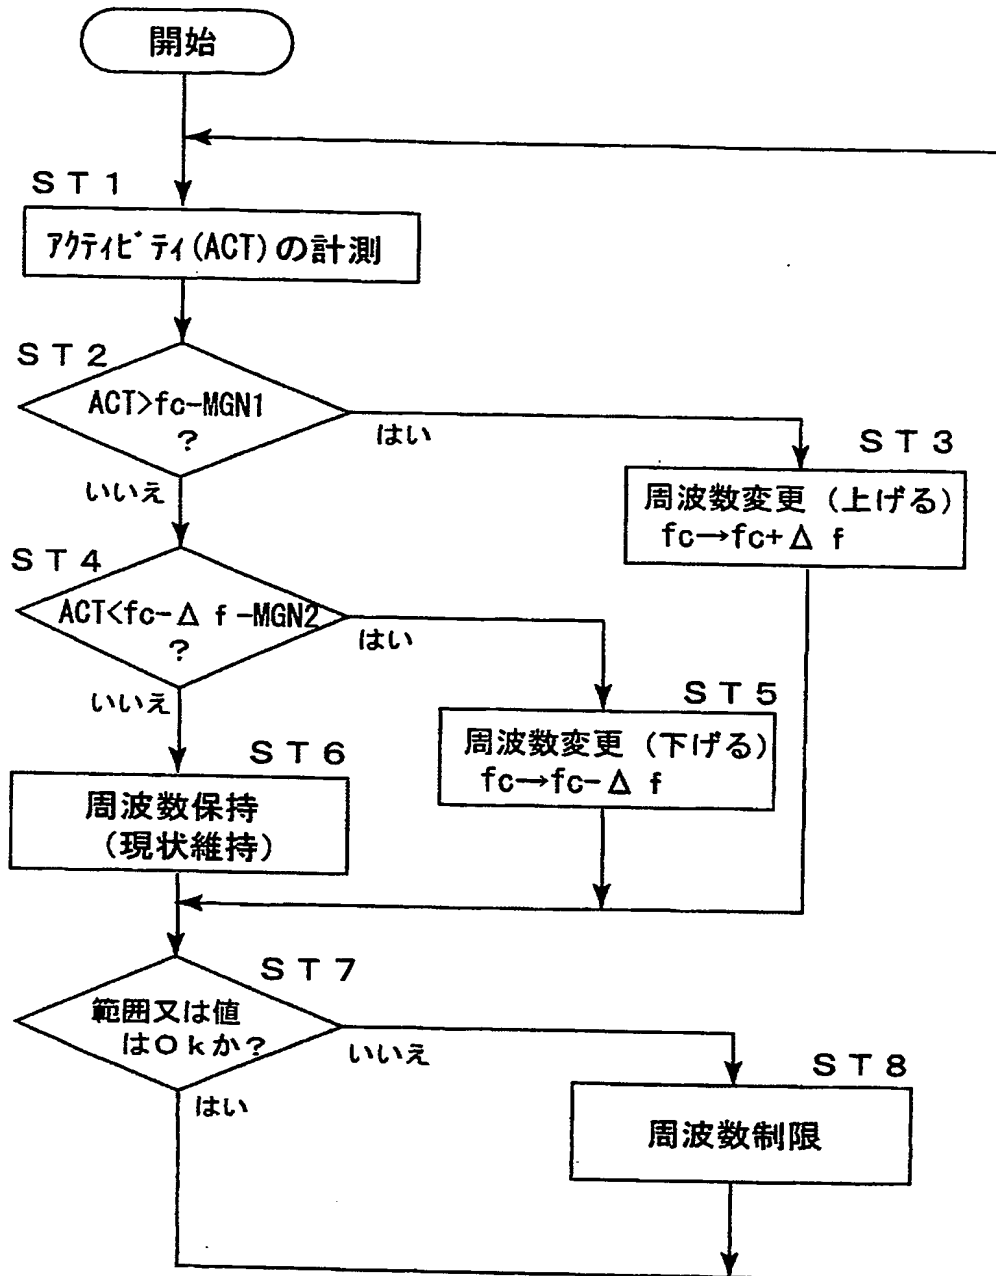 開始
ST1
アクティビティ(ACT)の計測
ST2
ACT>fc-MGN1
?
はい
いいえ
ST3
周波数変更(上げる)
fc→fc+Δf
ST4
ACT<fc-Δf-MGN2
?
はい
いいえ
ST5
周波数変更(下げる)
fc→fc-Δf
ST6
周波数保持
(現状維持)
ST7
範囲又は値
はOkか?
いいえ
はい
ST8
周波数制限